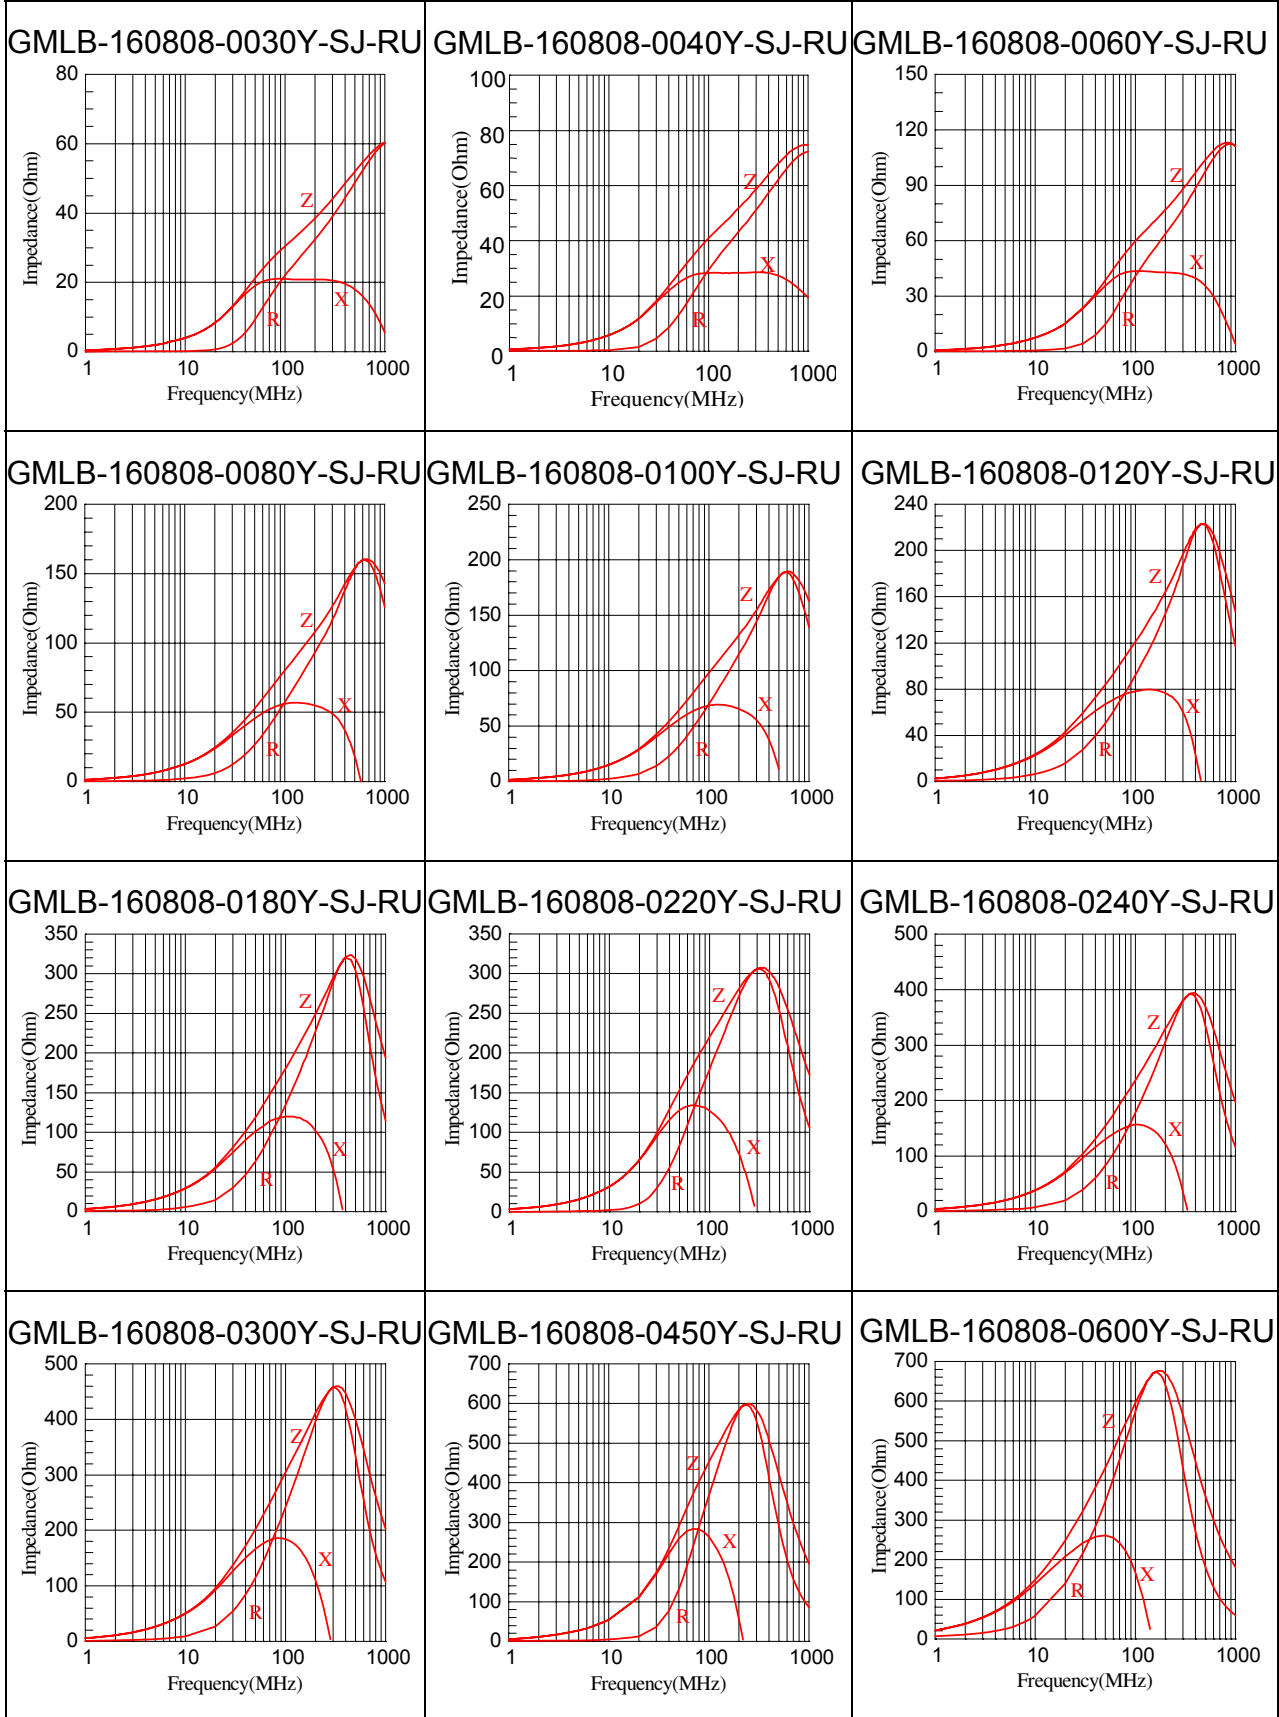 GMLB-160808-0030Y-SJ-RU
80
60
40
20
0
Impedance(Ohm)
Z
X
R
1 10 100 1000
Frequency(MHz)
GMLB-160808-0040Y-SJ-RU
100
80
60
40
20
0
Impedance(Ohm)
Z
X
R
1 10 100 1000
Frequency(MHz)
GMLB-160808-0060Y-SJ-RU
150
120
90
60
30
0
Impedance(Ohm)
Z
X
R
1 10 100 1000
Frequency(MHz)
GMLB-160808-0080Y-SJ-RU
200
150
100
50
0
Impedance(Ohm)
Z
X
R
1 10 100 1000
Frequency(MHz)
GMLB-160808-0100Y-SJ-RU
250
200
150
100
50
0
Impedance(Ohm)
Z
X
R
1 10 100 1000
Frequency(MHz)
GMLB-160808-0120Y-SJ-RU
240
200
160
120
80
40
0
Impedance(Ohm)
Z
X
R
1 10 100 1000
Frequency(MHz)
GMLB-160808-0180Y-SJ-RU
350
300
250
200
150
100
50
0
Impedance(Ohm)
Z
X
R
1 10 100 1000
Frequency(MHz)
GMLB-160808-0220Y-SJ-RU
350
300
250
200
150
100
50
0
Impedance(Ohm)
Z
X
R
1 10 100 1000
Frequency(MHz)
GMLB-160808-0240Y-SJ-RU
500
400
300
200
100
0
Impedance(Ohm)
Z
X
R
1 10 100 1000
Frequency(MHz)
GMLB-160808-0300Y-SJ-RU
500
400
300
200
100
0
Impedance(Ohm)
Z
X
R
1 10 100 1000
Frequency(MHz)
GMLB-160808-0450Y-SJ-RU
700
600
500
400
300
200
100
0
Impedance(Ohm)
Z
X
R
1 10 100 1000
Frequency(MHz)
GMLB-160808-0600Y-SJ-RU
700
600
500
400
300
200
100
0
Impedance(Ohm)
Z
X
R
1 10 100 1000
Frequency(MHz)